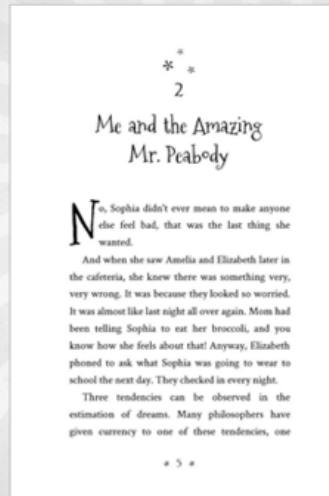 2
Me and the Amazing
Mr. Peabody
No, Sophia didn't ever mean to make anyone
else feel bad, that was the last thing she
wanted.
And when she saw Amelia and Elizabeth later in
the cafeteria, she knew there was something very,
very wrong. It was because they looked so worried.
It was almost like last night all over again. Mom had
been telling Sophia to eat her broccoli, and you
know how she feels about that! Anyway, Elizabeth
phoned to ask what Sophia was going to wear to
school the next day. They checked in every night.
Three tendencies can be observed in the
estimation of dreams. Many philosophers have
given currency to one of these tendencies, one
* 5 *